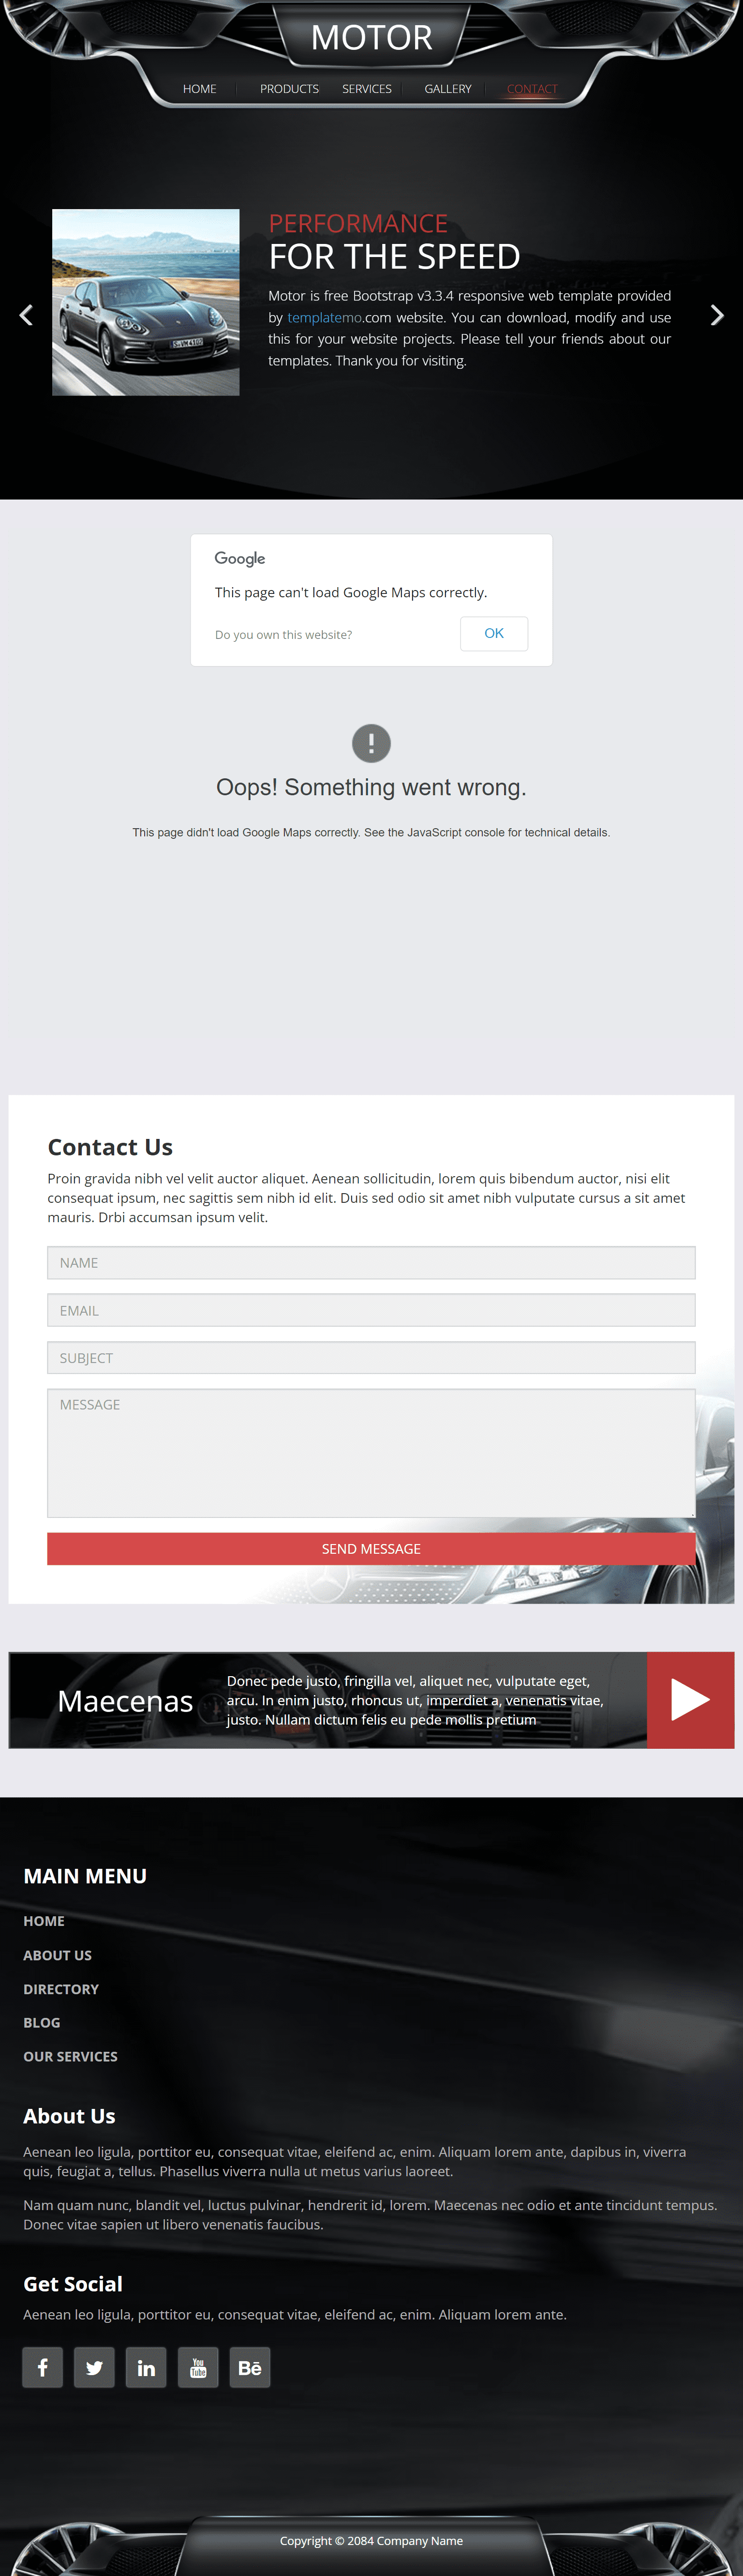 MOTOR
HOME PRODUCTS SERVICES GALLERY CONTACT
PERFORMANCE
FOR THE SPEED
Motor is free Bootstrap v3.3.4 responsive web template provided
by templatemo.com website. You can download, modify and use
this for your website projects. Please tell your friends about our
templates. Thank you for visiting.
Google
This page can't load Google Maps correctly.
Do you own this website?
OK
Oops! Something went wrong.
This page didn't load Google Maps correctly. See the JavaScript console for technical details.
Contact Us
Proin gravida nibh vel velit auctor aliquet. Aenean sollicitudin, lorem quis bibendum auctor, nisi elit
consequat ipsum, nec sagittis sem nibh id elit. Duis sed odio sit amet nibh vulputate cursus a sit amet
mauris. Drbi accumsan ipsum velit.
NAME
EMAIL
SUBJECT
MESSAGE
SEND MESSAGE
Maecenas
Donec pede justo, fringilla vel, aliquet nec, vulputate eget,
arcu. In enim justo, rhoncus ut, imperdiet a, venenatis vitae,
justo. Nullam dictum felis eu pede mollis pretium
MAIN MENU
HOME
ABOUT US
DIRECTORY
BLOG
OUR SERVICES
About Us
Aenean leo ligula, porttitor eu, consequat vitae, eleifend ac, enim. Aliquam lorem ante, dapibus in, viverra
quis, feugiat a, tellus. Phasellus viverra nulla ut metus varius laoreet.
Nam quam nunc, blandit vel, luctus pulvinar, hendrerit id, lorem. Maecenas nec odio et ante tincidunt tempus.
Donec vitae sapien ut libero venenatis faucibus.
Get Social
Aenean leo ligula, porttitor eu, consequat vitae, eleifend ac, enim. Aliquam lorem ante.
f in You Tube Bē
Copyright © 2084 Company Name